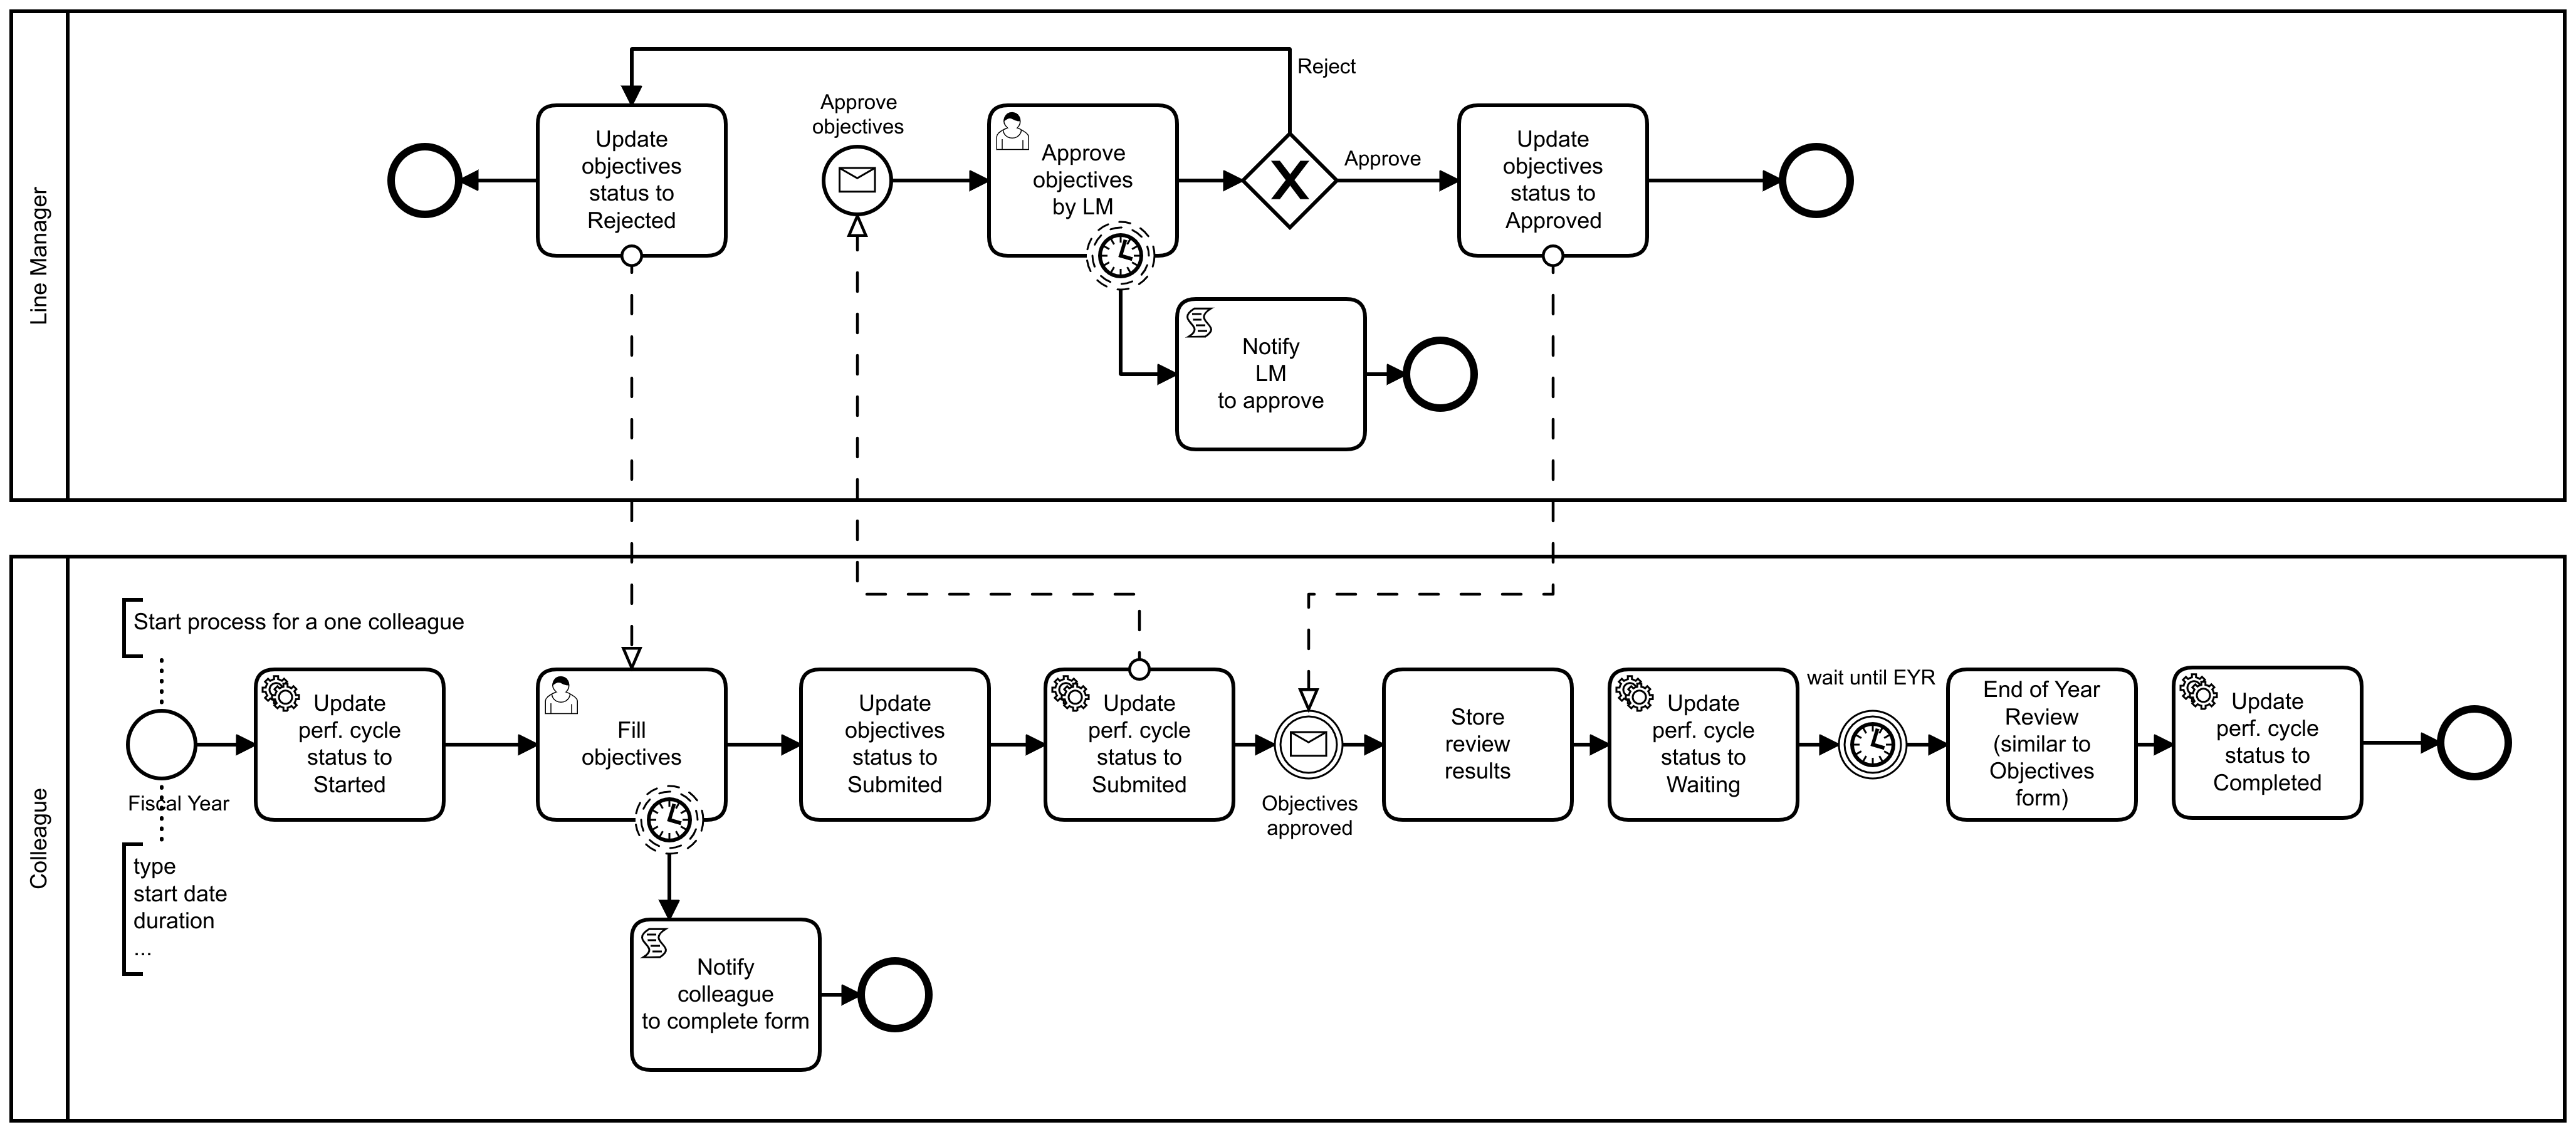 Line Manager
Reject
Update
objectives
status to
Rejected
Approve
objectives
Approve
objectives
by LM
Approve
Update
objectives
status to
Approved
Notify
LM
to approve
Colleague
Start process for a one colleague
Fiscal Year
type
start date
duration
...
Update
perf. cycle
status to
Started
Fill
objectives
Notify
colleague
to complete form
Update
objectives
status to
Submited
Update
perf. cycle
status to
Submited
Objectives
approved
Store
review
results
Update
perf. cycle
status to
Waiting
wait until EYR
End of Year
Review
(similar to
Objectives
form)
Update
perf. cycle
status to
Completed